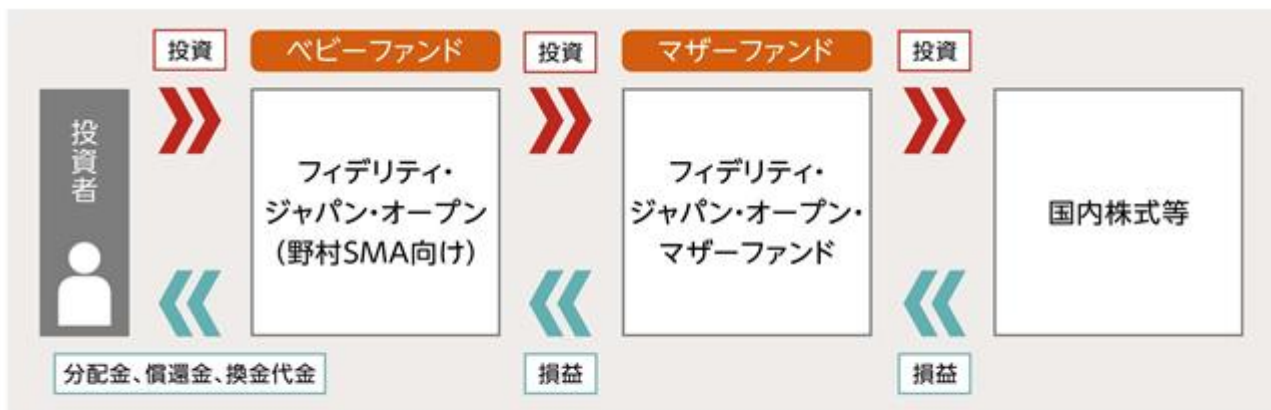 投資
ベビーファンド
投資
マザーファンド
投資
投資者
フィデリティ・
ジャパン・オープン
(野村SMA向け)
フィデリティ・
ジャパン・オープン・
マザーファンド
国内株式等
分配金、償還金、換金代金
損益
損益